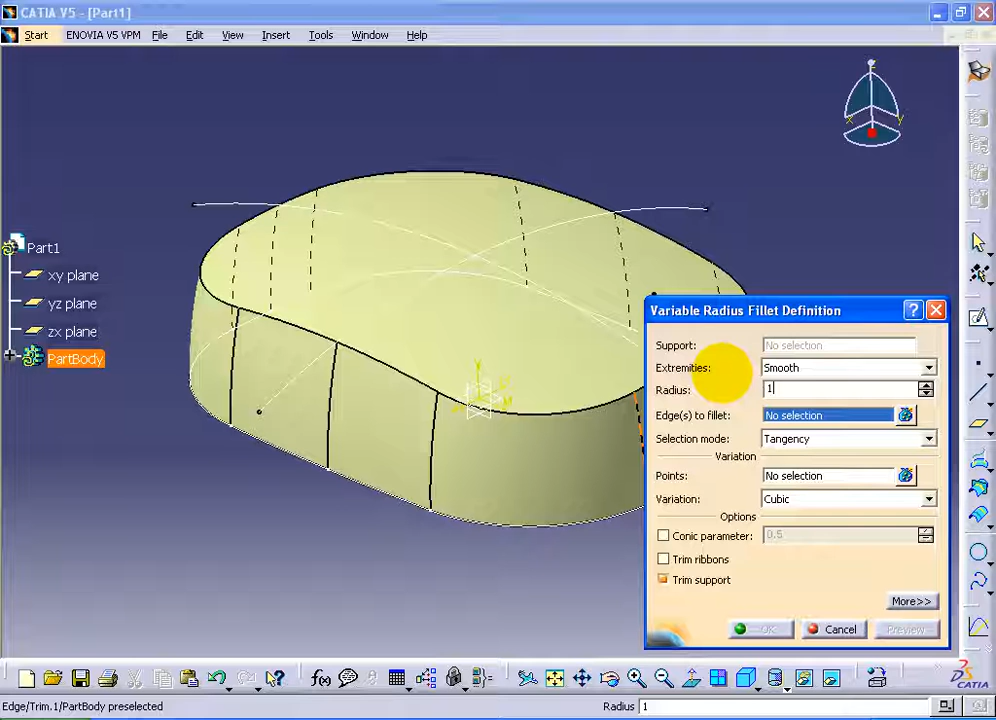 CATIA V5 - [Part1]
Start ENOVIA V5 VPM File Edit View Insert Tools Window Help
z
x y
Part1
xy plane
yz plane
zx plane
PartBody
Variable Radius Fillet Definition
Support: No selection
Extremities: Smooth
Radius: 1
Edge(s) to fillet: No selection
Selection mode: Tangency
Variation
Points: No selection
Variation: Cubic
Options
Conic parameter: 0.5
Trim ribbons
Trim support
More>>
OK Cancel Preview
f(x)
DS CATIA
Edge/Trim.1/PartBody preselected Radius 1